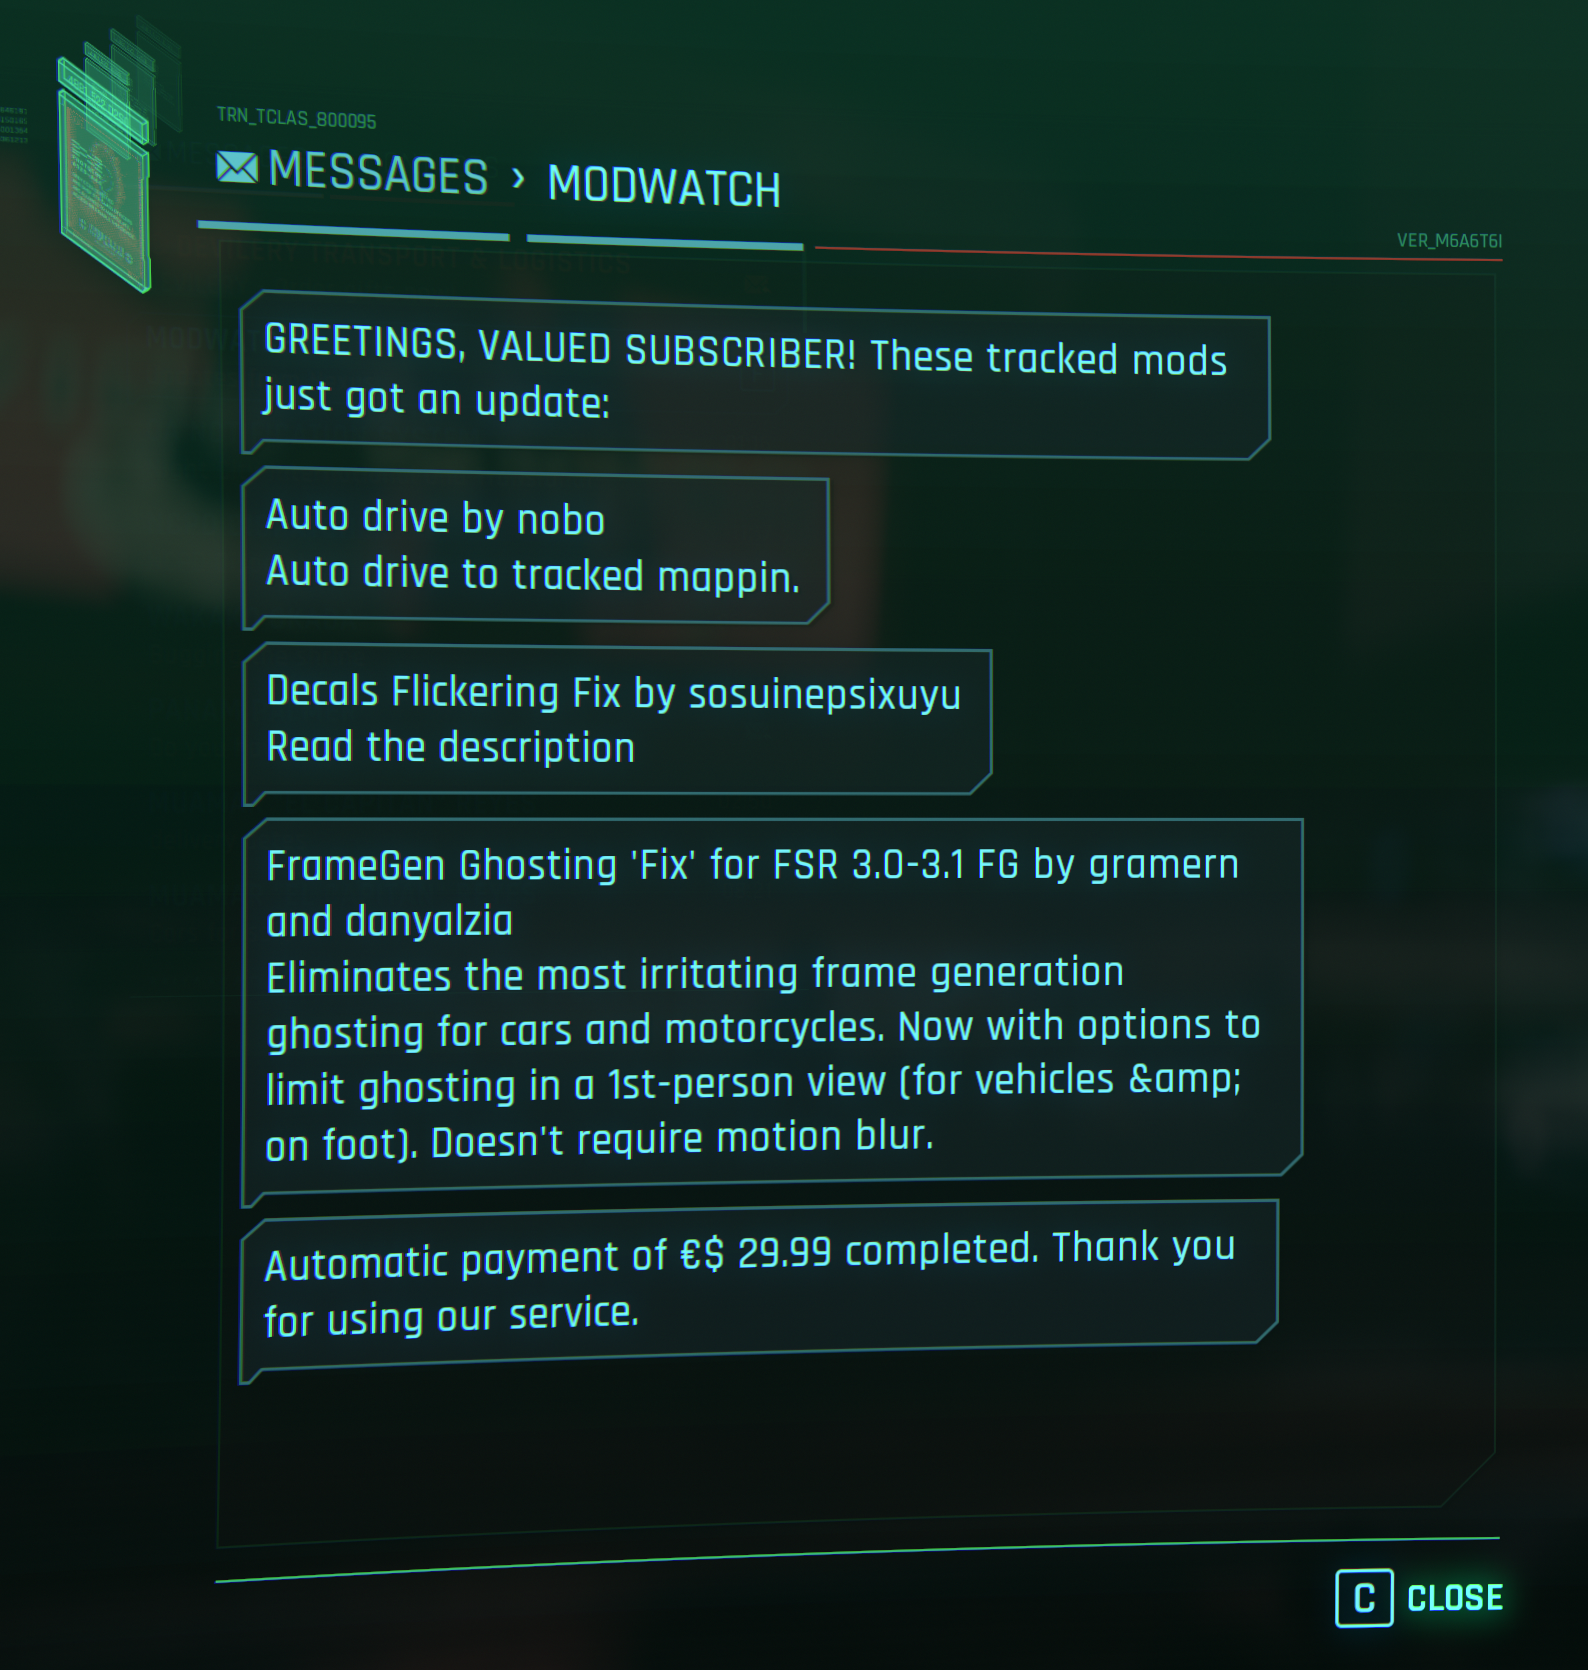 TRN_TCLAS_800095
MESSAGES › MODWATCH
VER_M6A6T6I
GREETINGS, VALUED SUBSCRIBER! These tracked mods
just got an update:
Auto drive by nobo
Auto drive to tracked mappin.
Decals Flickering Fix by sosuinepsixuyu
Read the description
FrameGen Ghosting 'Fix' for FSR 3.0-3.1 FG by gramern
and danyalzia
Eliminates the most irritating frame generation
ghosting for cars and motorcycles. Now with options to
limit ghosting in a 1st-person view (for vehicles &amp;
on foot). Doesn't require motion blur.
Automatic payment of €$ 29.99 completed. Thank you
for using our service.
C CLOSE